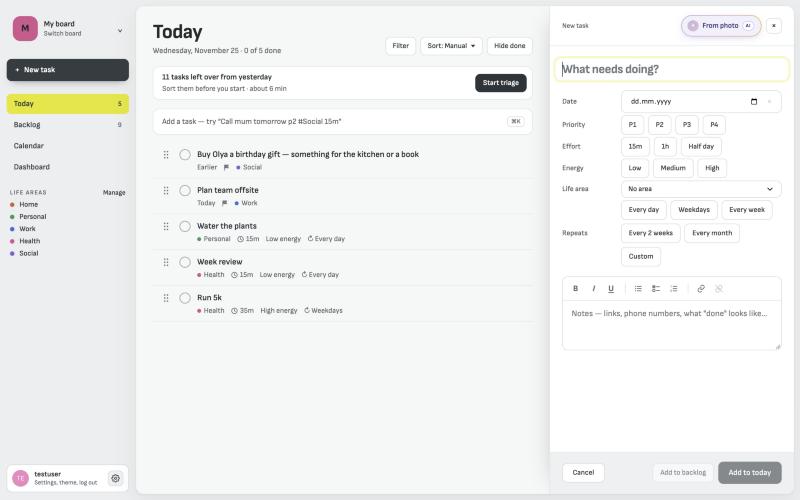 M
My board
Switch board
+ New task
Today 5
Backlog 9
Calendar
Dashboard
LIFE AREAS Manage
Home
Personal
Work
Health
Social
TE
testuser
Settings, theme, log out
Today
Wednesday, November 25 · 0 of 5 done
Filter
Sort: Manual
Hide done
11 tasks left over from yesterday
Sort them before you start · about 6 min
Start triage
Add a task — try "Call mum tomorrow p2 #Social 15m"
⌘K
Buy Olya a birthday gift — something for the kitchen or a book
Earlier Social
Plan team offsite
Today Work
Water the plants
Personal 15m Low energy Every day
Week review
Health 15m Low energy Every day
Run 5k
Health 35m High energy Weekdays
New task
From photo AI
×
What needs doing?
Date dd.mm.yyyy ×
Priority P1 P2 P3 P4
Effort 15m 1h Half day
Energy Low Medium High
Life area No area
Every day Weekdays Every week
Repeats Every 2 weeks Every month
Custom
B I U
Notes — links, phone numbers, what "done" looks like...
Cancel
Add to backlog
Add to today